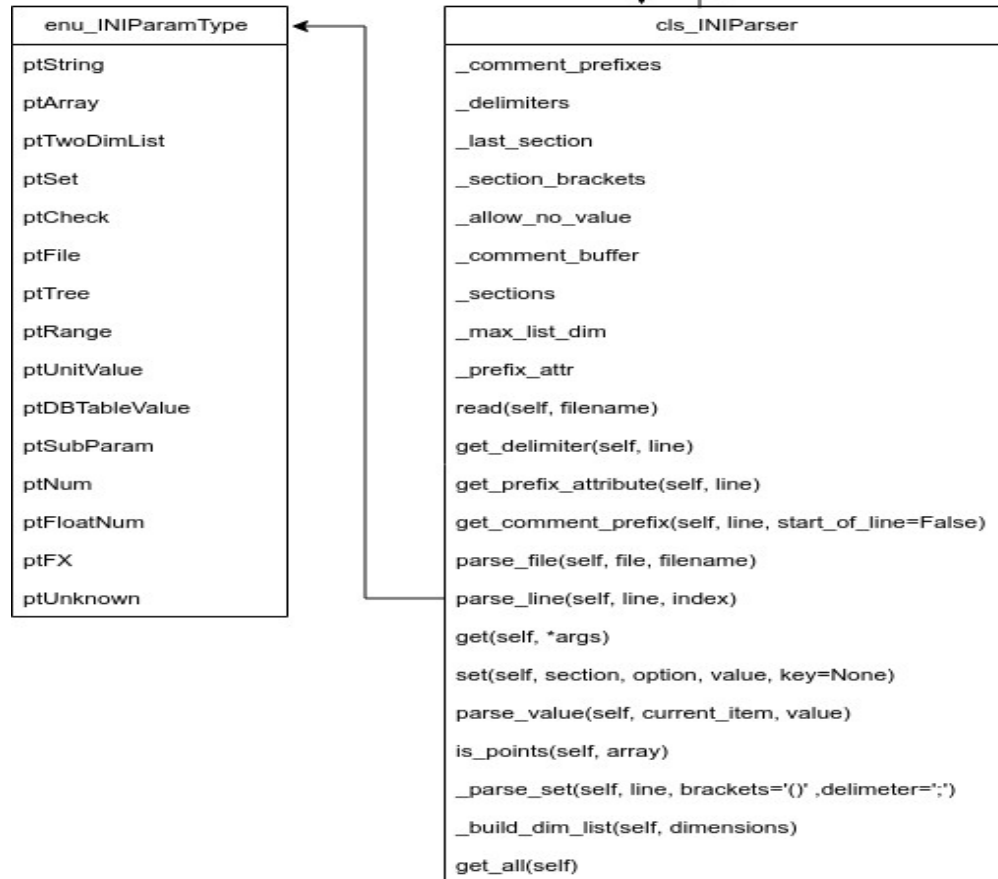 enu_INIParamType
ptString
ptArray
ptTwoDimList
ptSet
ptCheck
ptFile
ptTree
ptRange
ptUnitValue
ptDBTableValue
ptSubParam
ptNum
ptFloatNum
ptFX
ptUnknown
cls_INIParser
_comment_prefixes
_delimiters
_last_section
_section_brackets
_allow_no_value
_comment_buffer
_sections
_max_list_dim
_prefix_attr
read(self, filename)
get_delimiter(self, line)
get_prefix_attribute(self, line)
get_comment_prefix(self, line, start_of_line=False)
parse_file(self, file, filename)
parse_line(self, line, index)
get(self, *args)
set(self, section, option, value, key=None)
parse_value(self, current_item, value)
is_points(self, array)
_parse_set(self, line, brackets='()' ,delimeter=';')
_build_dim_list(self, dimensions)
get_all(self)